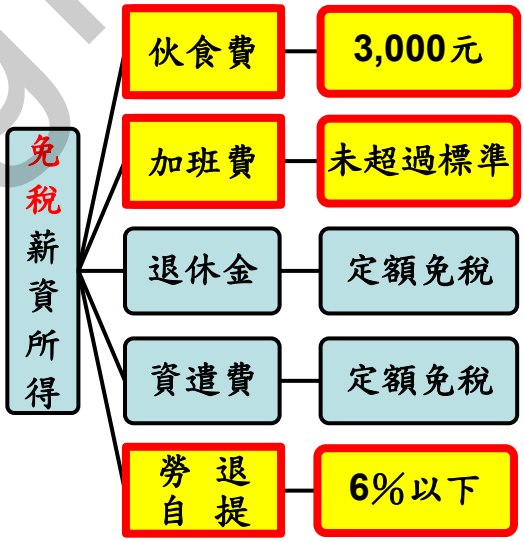 免
稅
薪
資
所
得
伙食費
3,000元
加班費
未超過標準
退休金
定額免稅
資遣費
定額免稅
勞 退
自 提
6%以下